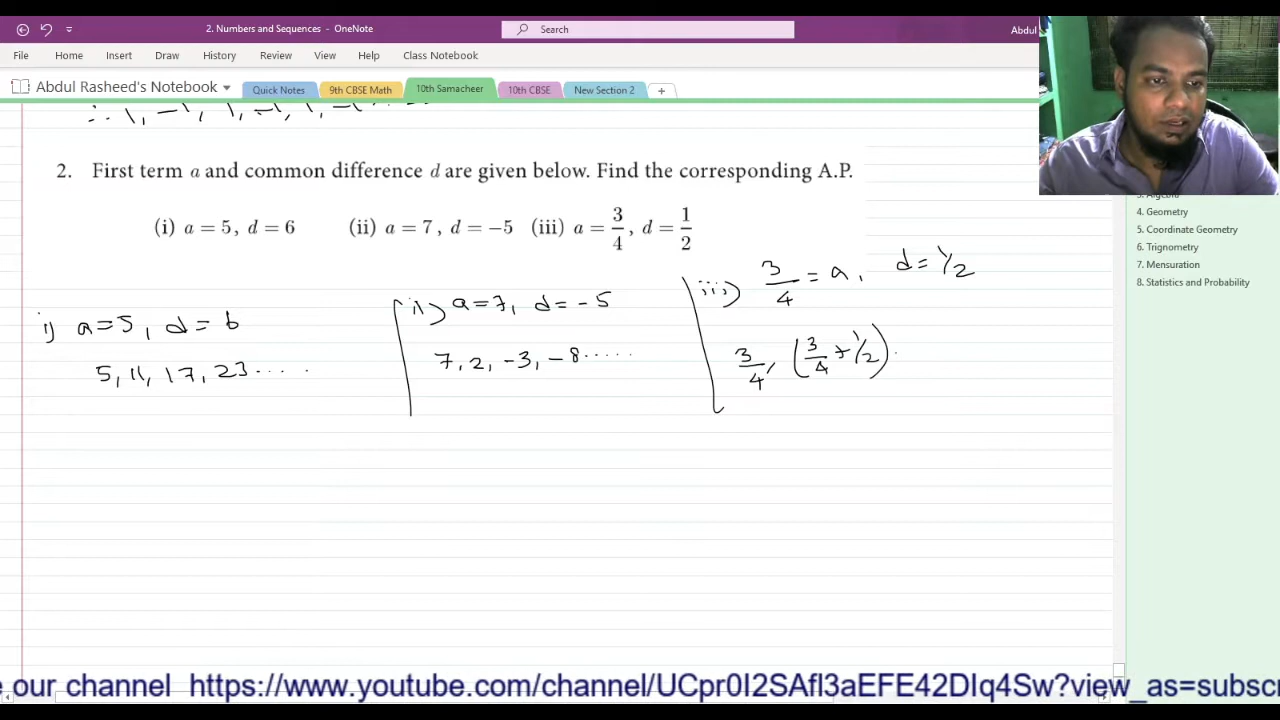 2. Numbers and Sequences - OneNote
Search
Abdul
File Home Insert Draw History Review View Help Class Notebook
Abdul Rasheed's Notebook
Quick Notes
9th CBSE Math
10th Samacheer
10th CBSE
New Section 2
2. First term a and common difference d are given below. Find the corresponding A.P.
(i) a = 5, d = 6 (ii) a = 7, d = −5 (iii) a = 3/4, d = 1/2
i) a=5, d=6
5, 11, 17, 23.....
ii) a=7, d=-5
7, 2, -3, -8......
iii) 3/4 = a, d=1/2
3/4, (3/4 + 1/2)
4. Geometry
5. Coordinate Geometry
6. Trignometry
7. Mensuration
8. Statistics and Probability
e our channel https://www.youtube.com/channel/UCpr0I2SAfl3aEFE42DIq4Sw?view_as=subsc